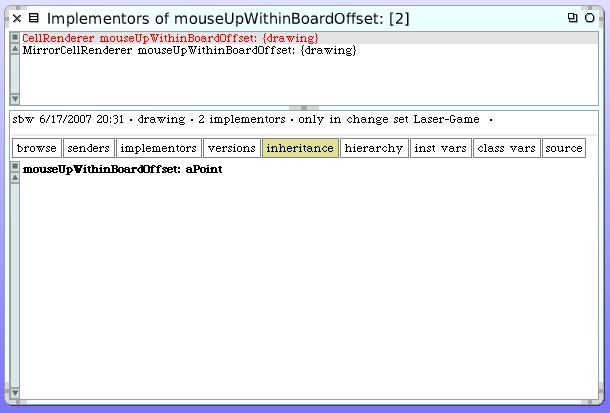 Implementors of mouseUpWithinBoardOffset: [2]
CellRenderer mouseUpWithinBoardOffset: {drawing}
MirrorCellRenderer mouseUpWithinBoardOffset: {drawing}
sbw 6/17/2007 20:31 · drawing · 2 implementors · only in change set Laser-Game ·
browse senders implementors versions inheritance hierarchy inst vars class vars source
mouseUpWithinBoardOffset: aPoint